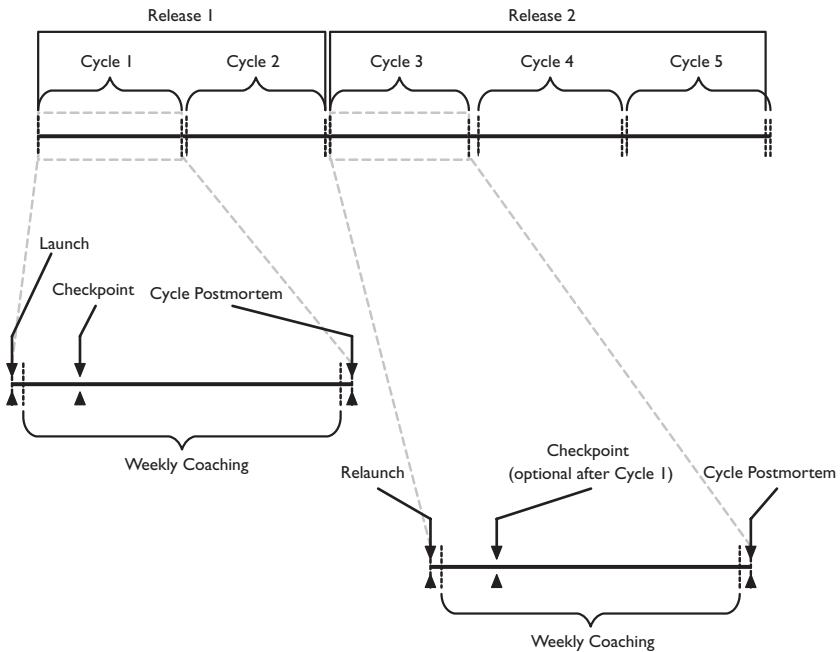 Release 1
Release 2
Cycle 1
Cycle 2
Cycle 3
Cycle 4
Cycle 5
Launch
Checkpoint
Cycle Postmortem
Weekly Coaching
Relaunch
Checkpoint
(optional after Cycle 1)
Cycle Postmortem
Weekly Coaching